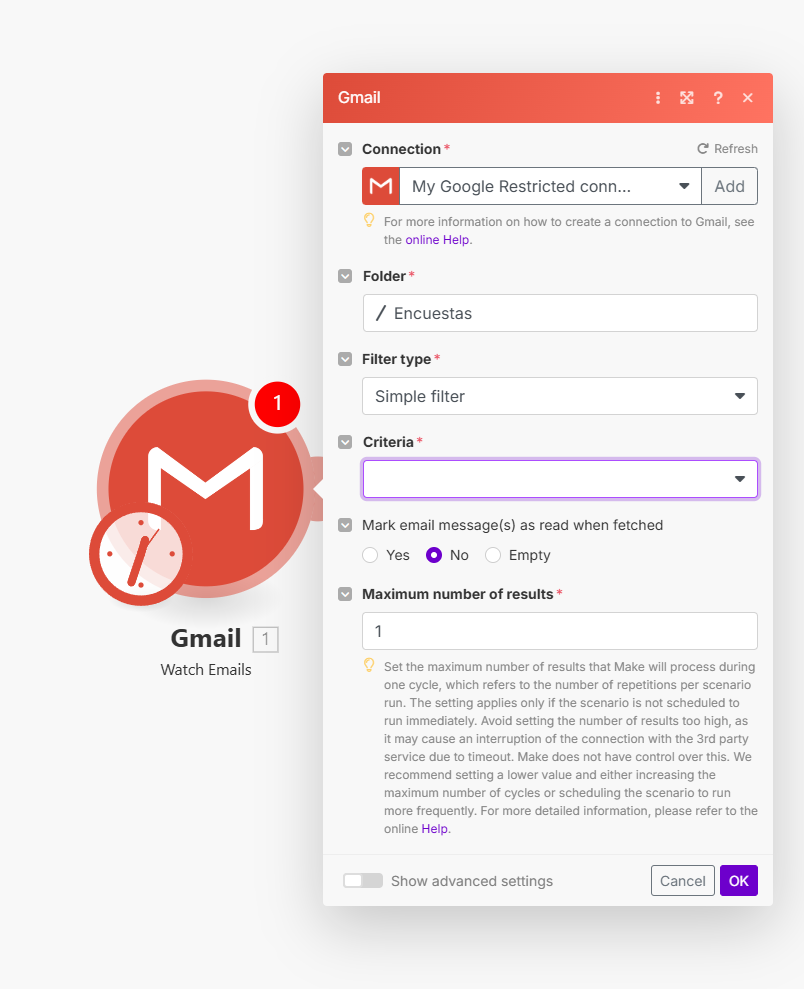 Gmail
Connection *
Refresh
My Google Restricted conn...
Add
For more information on how to create a connection to Gmail, see
the online Help.
Folder *
/ Encuestas
Filter type *
Simple filter
Criteria *
Mark email message(s) as read when fetched
Yes
No
Empty
Maximum number of results *
1
Set the maximum number of results that Make will process during
one cycle, which refers to the number of repetitions per scenario
run. The setting applies only if the scenario is not scheduled to
run immediately. Avoid setting the number of results too high, as
it may cause an interruption of the connection with the 3rd party
service due to timeout. Make does not have control over this. We
recommend setting a lower value and either increasing the
maximum number of cycles or scheduling the scenario to run
more frequently. For more detailed information, please refer to the
online Help.
Show advanced settings
Cancel
OK
1
Gmail 1
Watch Emails